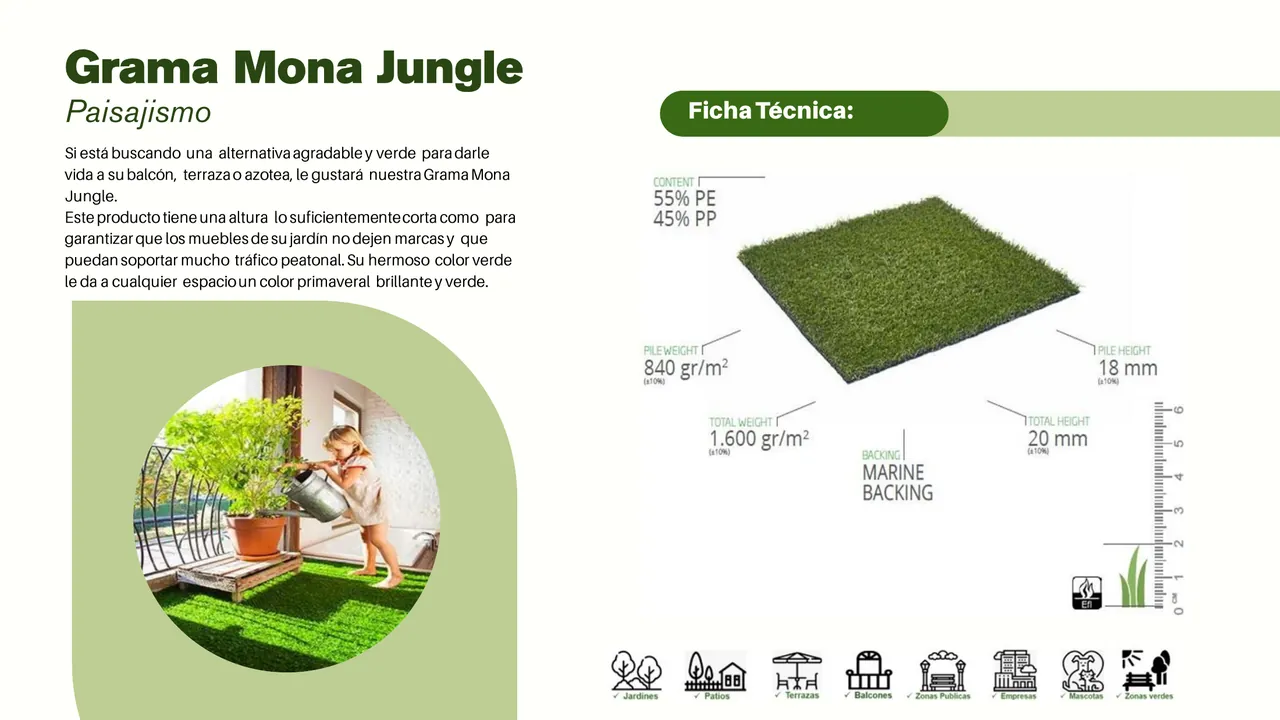 Grama Mona Jungle
Paisajismo
Si está buscando una alternativa agradable y verde para darle
vida a su balcón, terraza o azotea, le gustará nuestra Grama Mona
Jungle.
Este producto tiene una altura lo suficientemente corta como para
garantizar que los muebles de su jardín no dejen marcas y que
puedan soportar mucho tráfico peatonal. Su hermoso color verde
le da a cualquier espacio un color primaveral brillante y verde.
Ficha Técnica:
CONTENT
55% PE
45% PP
PILE WEIGHT
840 gr/m²
(±10%)
PILE HEIGHT
18 mm
(±10%)
TOTAL WEIGHT
1.600 gr/m²
(±10%)
TOTAL HEIGHT
20 mm
(±10%)
BACKING
MARINE
BACKING
6
5
4
3
2
1
0
CM
Efl
✓ Jardines
✓ Patios
✓ Terrazas
✓ Balcones
✓ Zonas Publicas
✓ Empresas
✓ Mascotas
✓ Zonas verdes